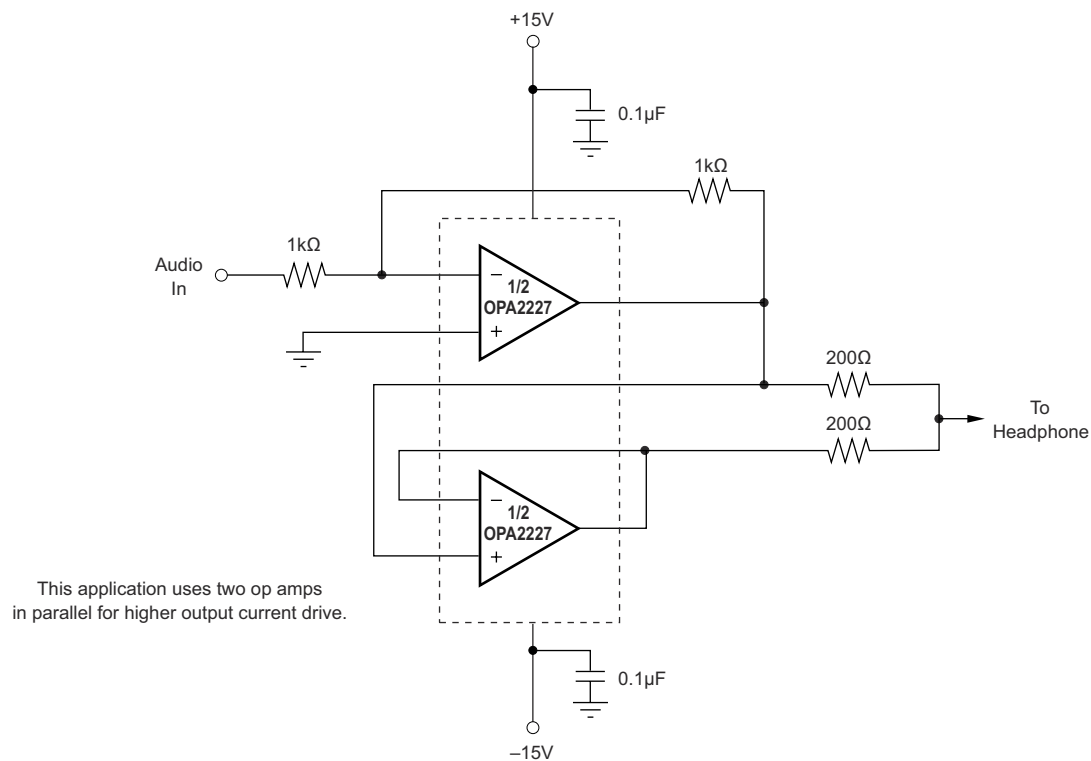 +15V
0.1µF
1kΩ
1kΩ
Audio
In
–
1/2
OPA2227
+
200Ω
To
Headphone
200Ω
–
1/2
OPA2227
+
This application uses two op amps
in parallel for higher output current drive.
0.1µF
–15V